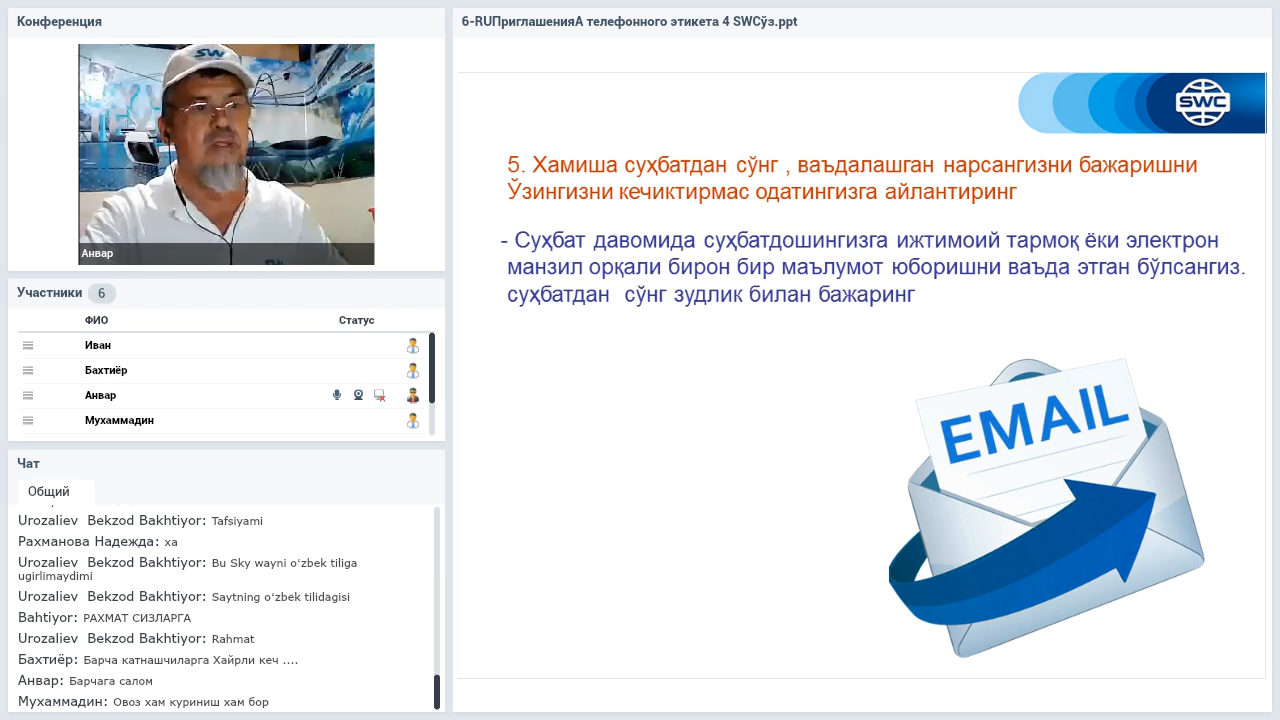 Конференция
SW
Анвар
Участники 6
ФИО Статус
Иван
Бахтиёр
Анвар
Мухаммадин
Чат
Общий
Urozaliev Bekzod Bakhtiyor: Tafsiyami
Рахманова Надежда: ха
Urozaliev Bekzod Bakhtiyor: Bu Sky wayni oʻzbek tiliga
ugirlimaydimi
Urozaliev Bekzod Bakhtiyor: Saytning oʻzbek tilidagisi
Bahtiyor: РАХМАТ СИЗЛАРГА
Urozaliev Bekzod Bakhtiyor: Rahmat
Бахтиёр: Барча катнашчиларга Хайрли кеч ....
Анвар: Барчага салом
Мухаммадин: Овоз хам куриниш хам бор
6-RUПриглашенияА телефонного этикета 4 SWCўз.ppt
SWC
5. Хамиша суҳбатдан сўнг , ваъдалашган нарсангизни бажаришни
Ўзингизни кечиктирмас одатингизга айлантиринг
- Суҳбат давомида суҳбатдошингизга ижтимоий тармоқ ёки электрон
манзил орқали бирон бир маълумот юборишни ваъда этган бўлсангиз.
суҳбатдан сўнг зудлик билан бажаринг
EMAIL